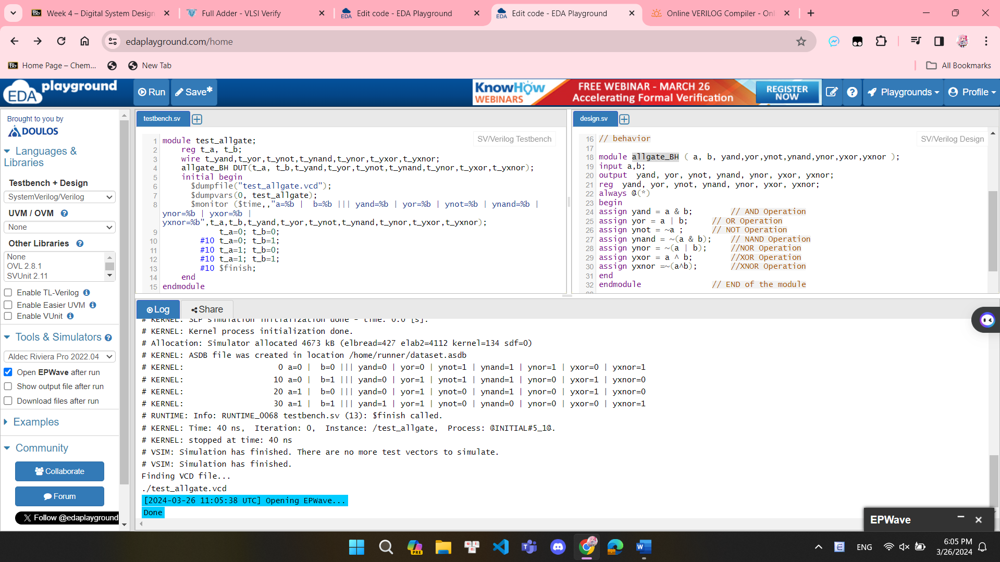 Week 4 – Digital System Design
Full Adder - VLSI Verify
Edit code - EDA Playground
Edit code - EDA Playground
Online VERILOG Compiler - Onl
edaplayground.com/home
Home Page – Chem...
New Tab
All Bookmarks
EDA playground
Run
Save*
KnowHow WEBINARS
FREE WEBINAR - MARCH 26
Accelerating Formal Verification
REGISTER NOW
Playgrounds
Profile
Brought to you by
DOULOS
Languages & Libraries
Testbench + Design
SystemVerilog/Verilog
UVM / OVM
None
Other Libraries
None
OVL 2.8.1
SVUnit 2.11
Enable TL-Verilog
Enable Easier UVM
Enable VUnit
Tools & Simulators
Aldec Riviera Pro 2022.04
Open EPWave after run
Show output file after run
Download files after run
Examples
Community
Collaborate
Forum
Follow @edaplayground
testbench.sv
SV/Verilog Testbench
1 module test_allgate;
2 reg t_a, t_b;
3 wire t_yand,t_yor,t_ynot,t_ynand,t_ynor,t_yxor,t_yxnor;
4 allgate_BH DUT(t_a, t_b,t_yand,t_yor,t_ynot,t_ynand,t_ynor,t_yxor,t_yxnor);
5 initial begin
6 $dumpfile("test_allgate.vcd");
7 $dumpvars(0, test_allgate);
8 $monitor ($time,,"a=%b | b=%b ||| yand=%b | yor=%b | ynot=%b | ynand=%b |
ynor=%b | yxor=%b |
yxnor=%b",t_a,t_b,t_yand,t_yor,t_ynot,t_ynand,t_ynor,t_yxor,t_yxnor);
9 t_a=0; t_b=0;
10 #10 t_a=0; t_b=1;
11 #10 t_a=1; t_b=0;
12 #10 t_a=1; t_b=1;
13 #10 $finish;
14 end
15 endmodule
design.sv
SV/Verilog Design
16 // behavior
17
18 module allgate_BH ( a, b, yand,yor,ynot,ynand,ynor,yxor,yxnor );
19 input a,b;
20 output yand, yor, ynot, ynand, ynor, yxor, yxnor;
21 reg yand, yor, ynot, ynand, ynor, yxor, yxnor;
22 always @(*)
23 begin
24 assign yand = a & b; // AND Operation
25 assign yor = a | b; // OR Operation
26 assign ynot = ~a ; // NOT Operation
27 assign ynand = ~(a & b); // NAND Operation
28 assign ynor = ~(a | b); //NOR Operation
29 assign yxor = a ^ b; //XOR Operation
30 assign yxnor =~(a^b); //XNOR Operation
31 end
32 endmodule // END of the module
Log
Share
# KERNEL: SLP simulation initialization done - time: 0.0 [s].
# KERNEL: Kernel process initialization done.
# Allocation: Simulator allocated 4673 kB (elbread=427 elab2=4112 kernel=134 sdf=0)
# KERNEL: ASDB file was created in location /home/runner/dataset.asdb
# KERNEL: 0 a=0 | b=0 ||| yand=0 | yor=0 | ynot=1 | ynand=1 | ynor=1 | yxor=0 | yxnor=1
# KERNEL: 10 a=0 | b=1 ||| yand=0 | yor=1 | ynot=1 | ynand=1 | ynor=0 | yxor=1 | yxnor=0
# KERNEL: 20 a=1 | b=0 ||| yand=0 | yor=1 | ynot=0 | ynand=1 | ynor=0 | yxor=1 | yxnor=0
# KERNEL: 30 a=1 | b=1 ||| yand=1 | yor=1 | ynot=0 | ynand=0 | ynor=0 | yxor=0 | yxnor=1
# RUNTIME: Info: RUNTIME_0068 testbench.sv (13): $finish called.
# KERNEL: Time: 40 ns, Iteration: 0, Instance: /test_allgate, Process: @INITIAL#5_1@.
# KERNEL: stopped at time: 40 ns
# VSIM: Simulation has finished. There are no more test vectors to simulate.
# VSIM: Simulation has finished.
Finding VCD file...
./test_allgate.vcd
[2024-03-26 11:05:38 UTC] Opening EPWave...
Done
EPWave
ENG
6:05 PM
3/26/2024